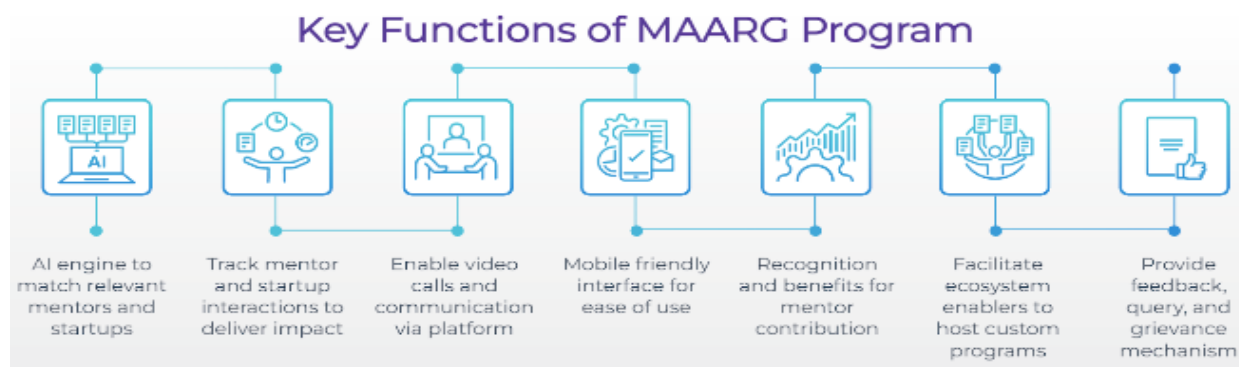 Key Functions of MAARG Program
AI
AI engine to
match relevant
mentors and
startups
Track mentor
and startup
interactions to
deliver impact
Enable video
calls and
communication
via platform
Mobile friendly
interface for
ease of use
Recognition
and benefits for
mentor
contribution
Facilitate
ecosystem
enablers to
host custom
programs
Provide
feedback,
query, and
grievance
mechanism